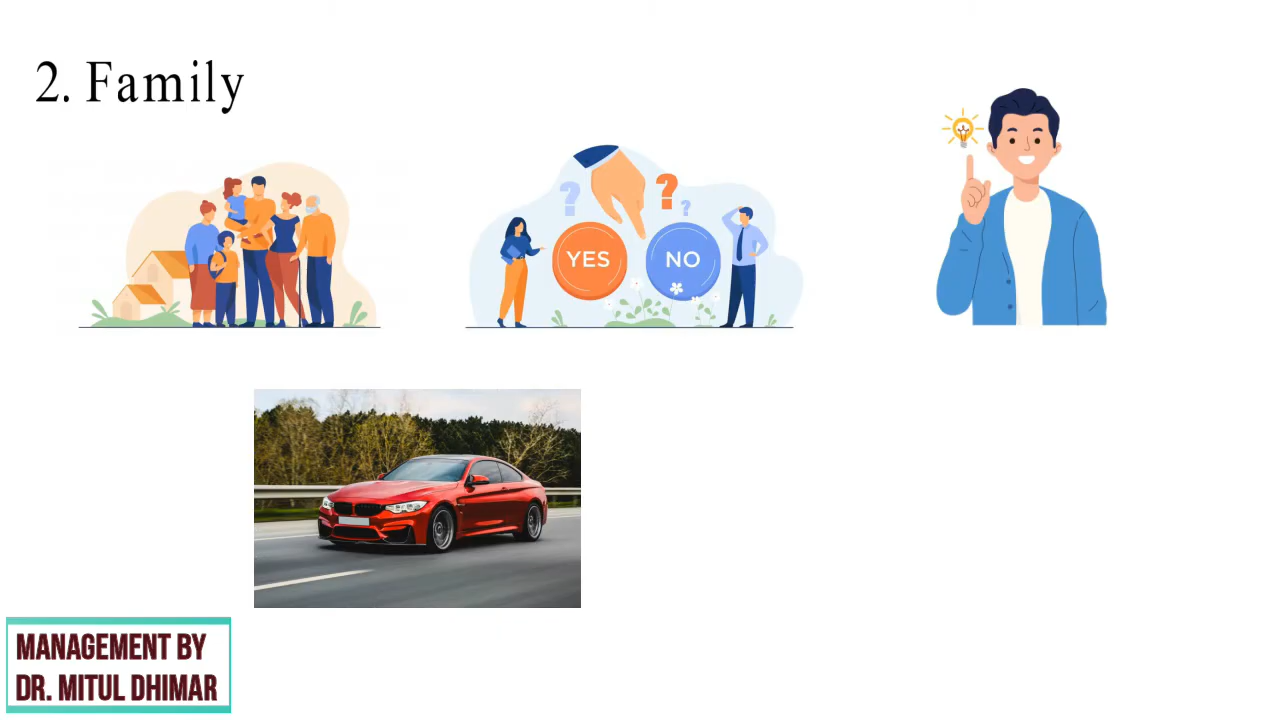 2. Family
?
?
?
YES
NO
MANAGEMENT BY
DR. MITUL DHIMAR